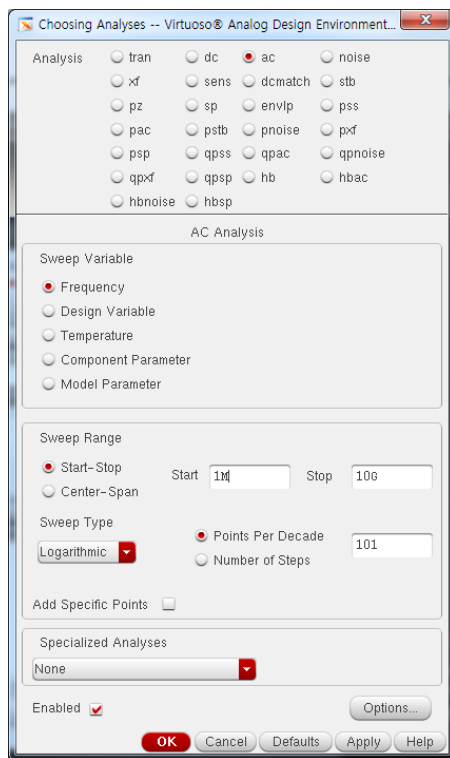 Choosing Analyses -- Virtuoso® Analog Design Environment...
Analysis tran dc ac noise
xf sens dcmatch stb
pz sp envlp pss
pac pstb pnoise pxf
psp qpss qpac qpnoise
qpxf qpsp hb hbac
hbnoise hbsp
AC Analysis
Sweep Variable
Frequency
Design Variable
Temperature
Component Parameter
Model Parameter
Sweep Range
Start-Stop Start 1M Stop 10G
Center-Span
Sweep Type
Logarithmic Points Per Decade 101
Number of Steps
Add Specific Points
Specialized Analyses
None
Enabled Options...
OK Cancel Defaults Apply Help